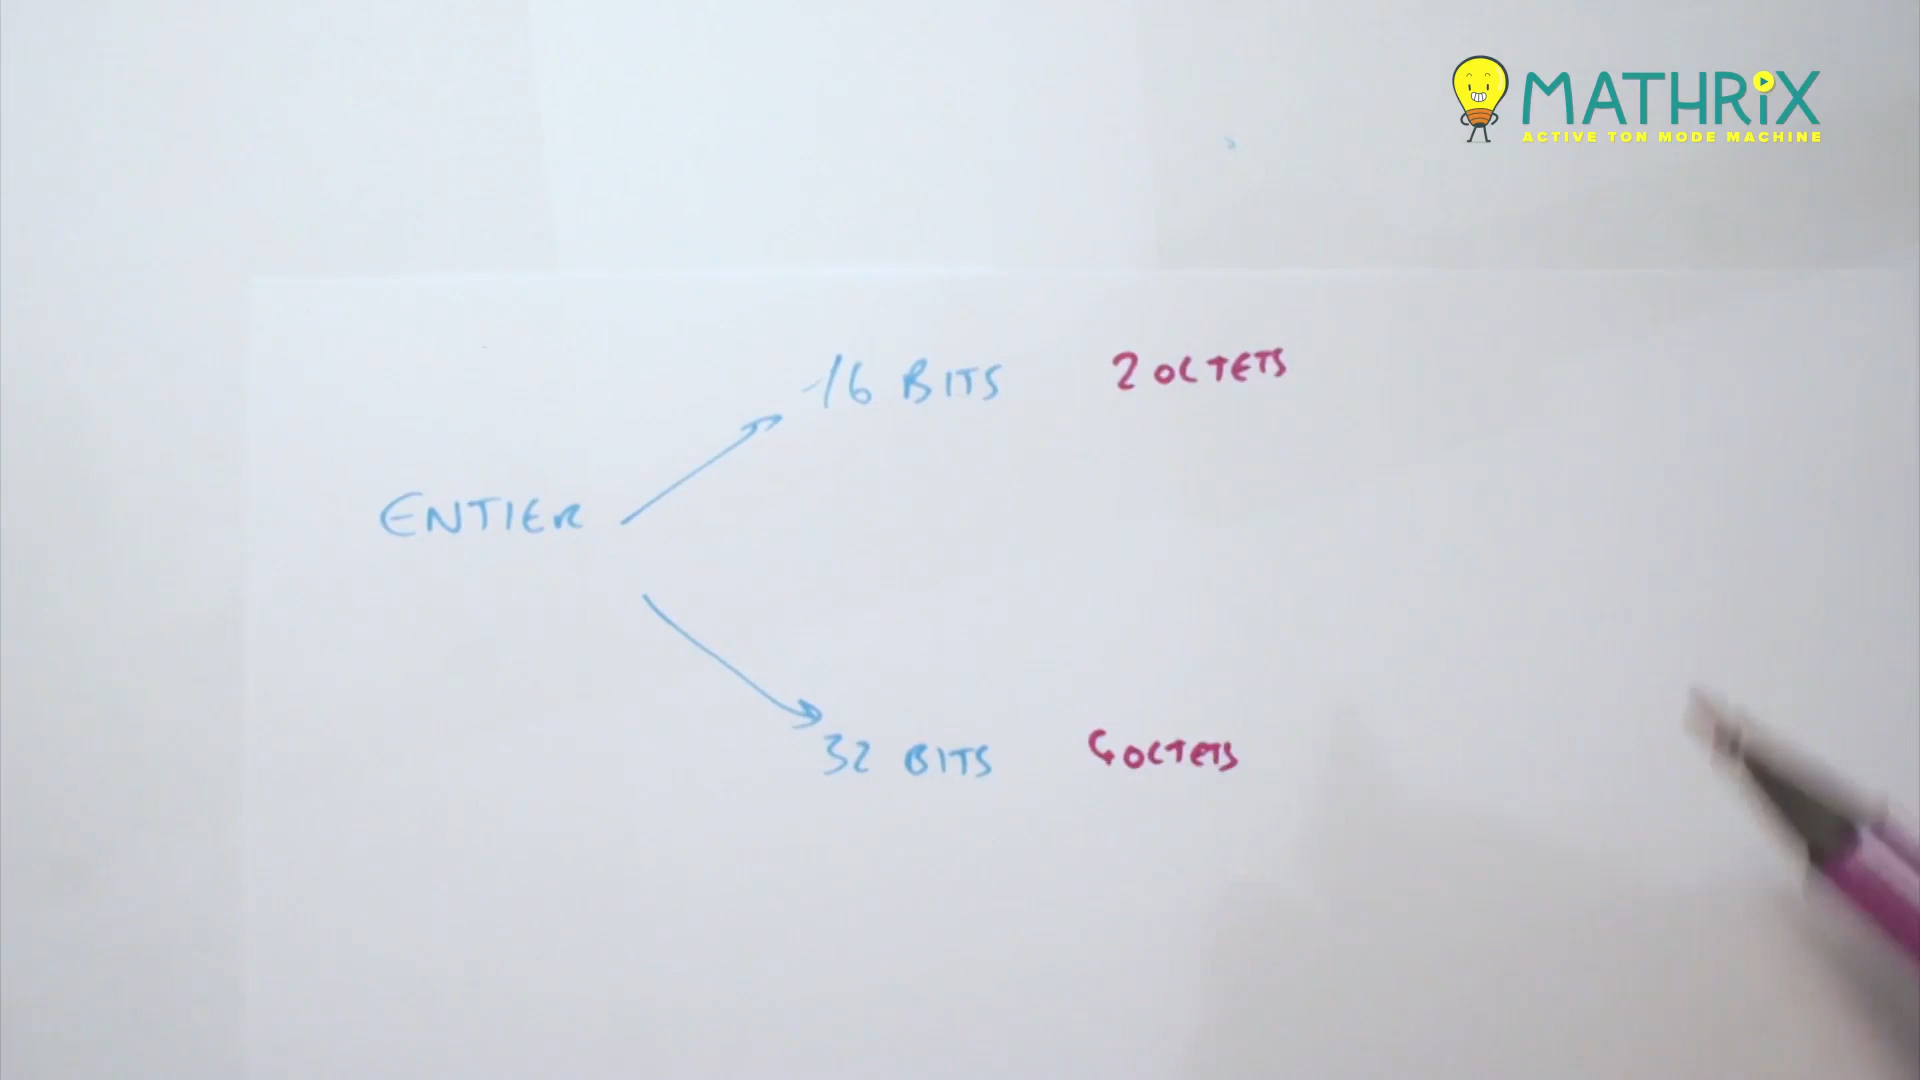 MATHRiX
ACTIVE TON MODE MACHINE
16 BITS 2 OCTETS
ENTIER
32 BITS 4 OCTETS